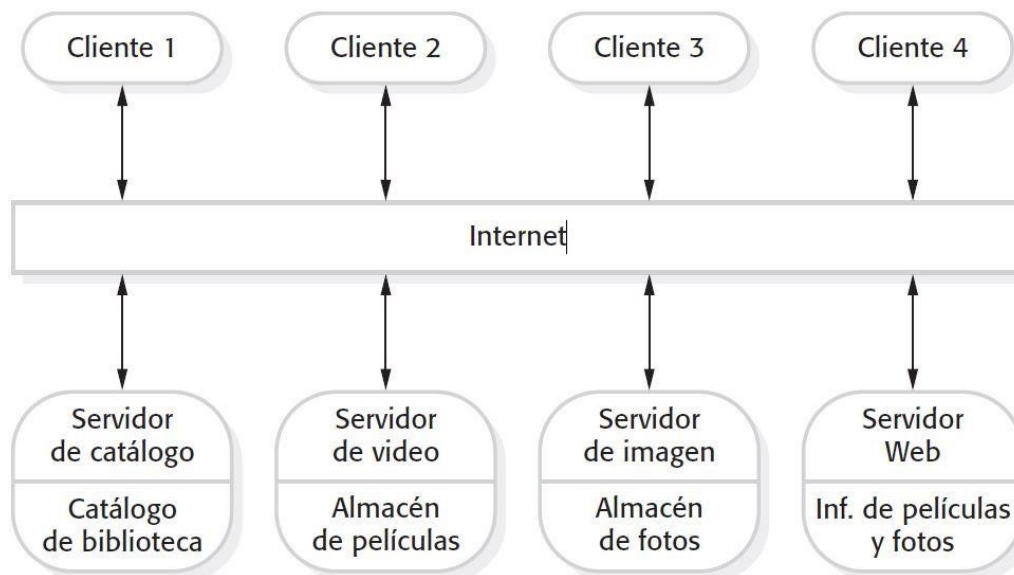 Cliente 1
Cliente 2
Cliente 3
Cliente 4
Internet
Servidor
de catálogo
Catálogo
de biblioteca
Servidor
de video
Almacén
de películas
Servidor
de imagen
Almacén
de fotos
Servidor
Web
Inf. de películas
y fotos